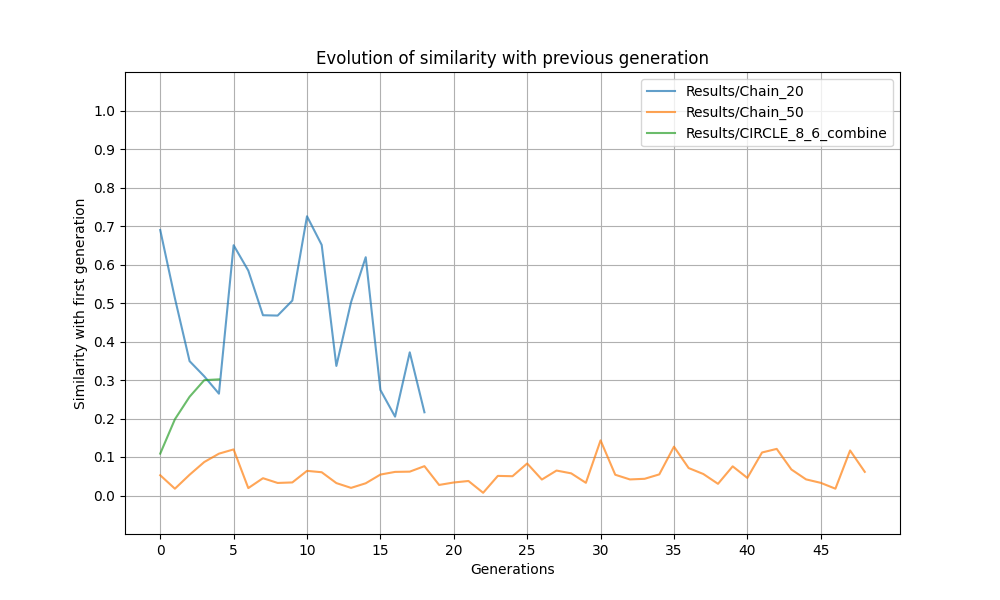 Evolution of similarity with previous generation
Results/Chain_20
Results/Chain_50
Results/CIRCLE_8_6_combine
Similarity with first generation
1.0
0.9
0.8
0.7
0.6
0.5
0.4
0.3
0.2
0.1
0.0
0 5 10 15 20 25 30 35 40 45
Generations